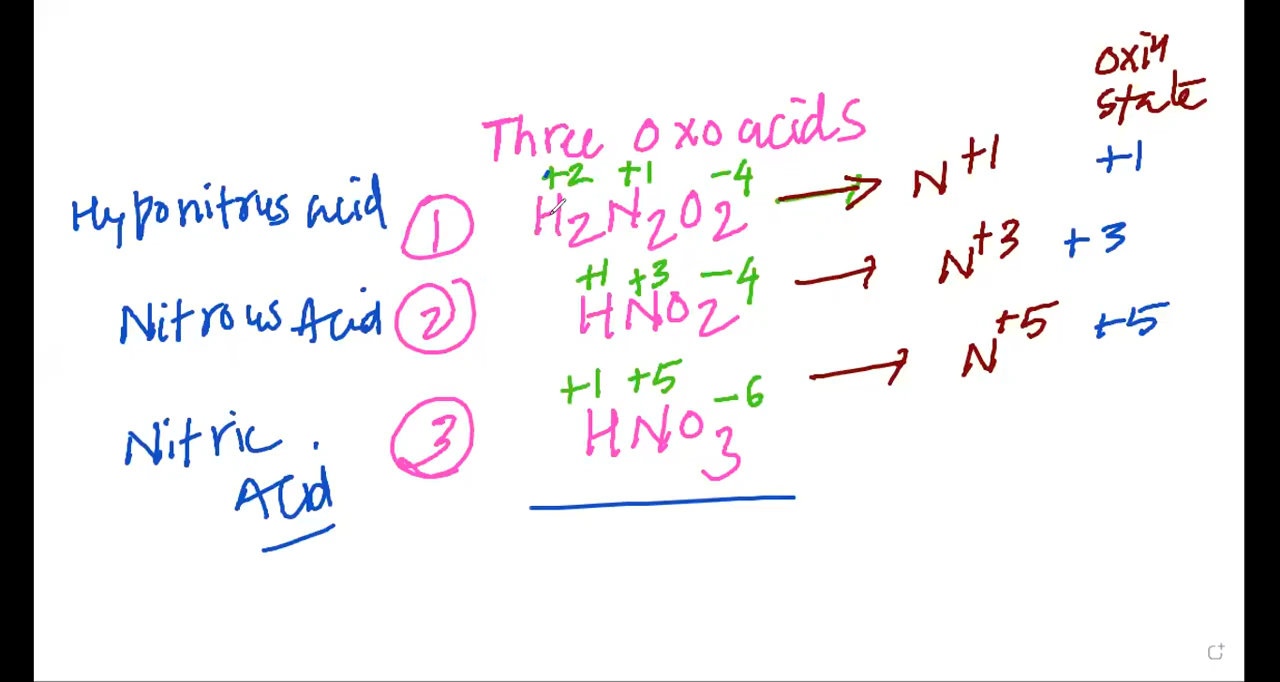 oxin
state
Three Oxo acids
+2 +1 -4
Hyponitrus acid 1 H2N2O2 → N+1 +1
+1 +3 -4
Nitrous Acid 2 HNO2 → N+3 +3
+1 +5 -6
Nitric 3 HNO3 → N+5 +5
Acid